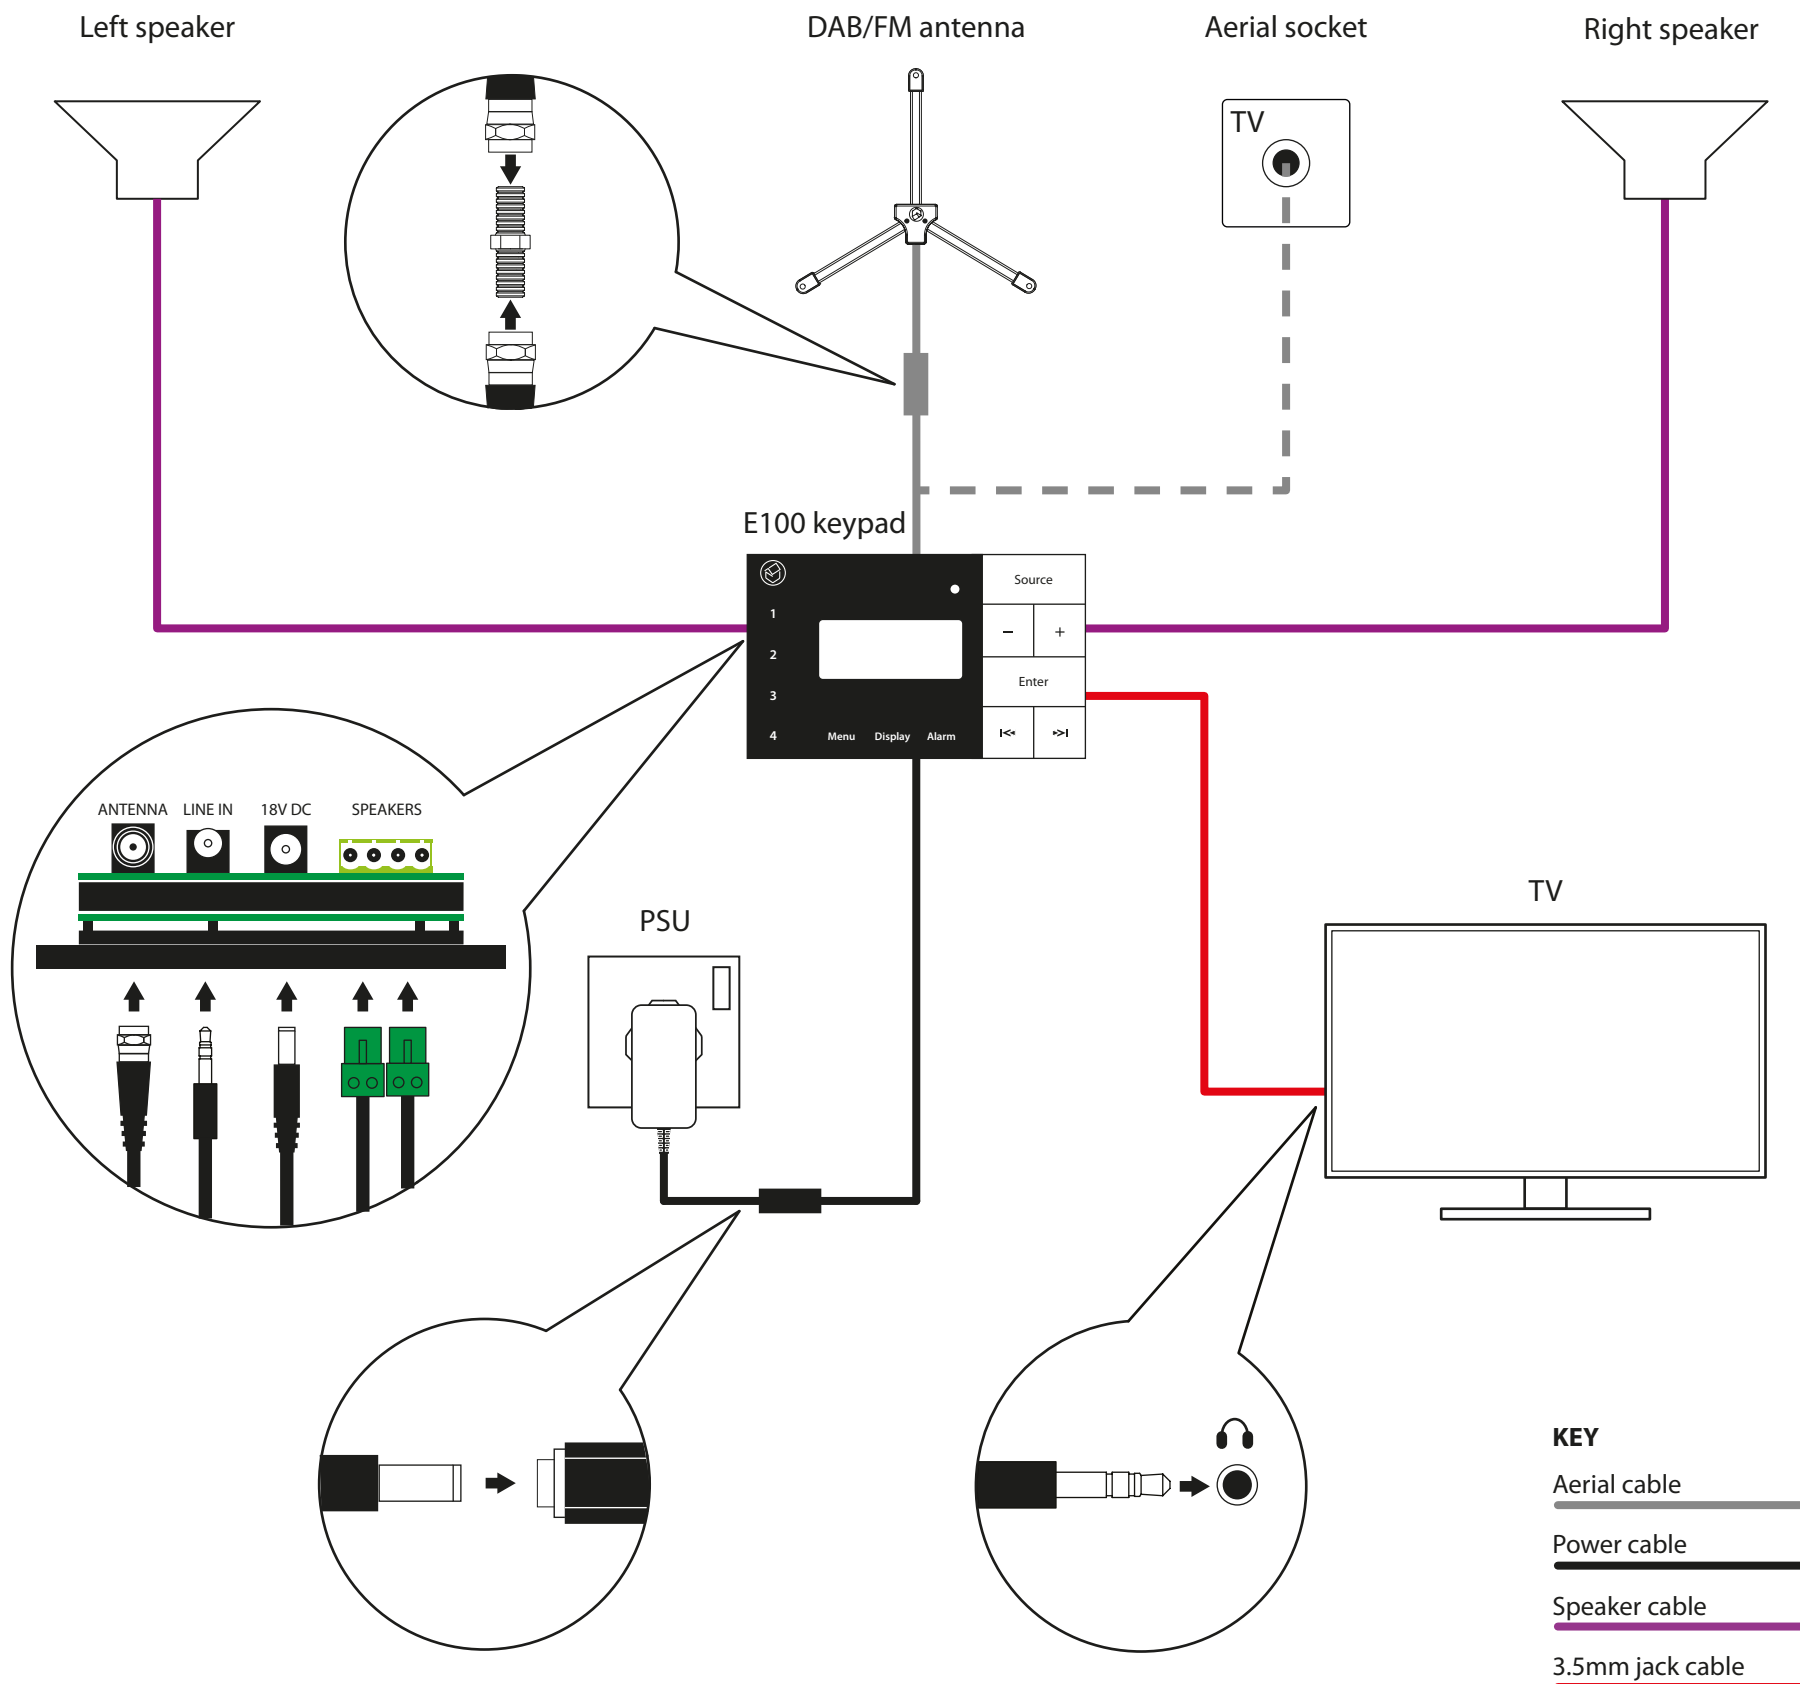 Left speaker
DAB/FM antenna
Aerial socket
Right speaker
TV
E100 keypad
Source
1
− +
2
Enter
3
4
Menu Display Alarm
ANTENNA LINE IN 18V DC SPEAKERS
TV
PSU
KEY
Aerial cable
Power cable
Speaker cable
3.5mm jack cable